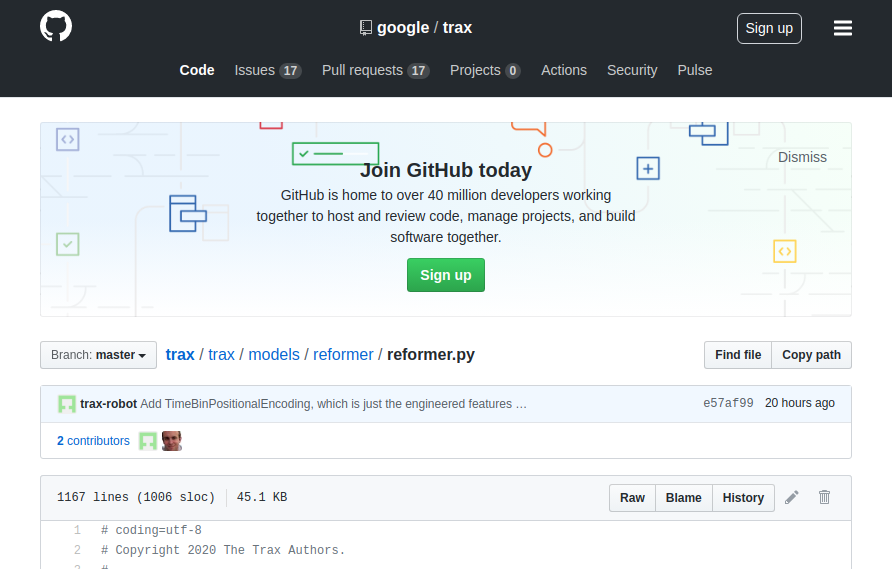 google / trax
Sign up
Code Issues 17 Pull requests 17 Projects 0 Actions Security Pulse
Dismiss
Join GitHub today
GitHub is home to over 40 million developers working
together to host and review code, manage projects, and build
software together.
Sign up
Branch: master trax / trax / models / reformer / reformer.py Find file Copy path
trax-robot Add TimeBinPositionalEncoding, which is just the engineered features … e57af99 20 hours ago
2 contributors
1167 lines (1006 sloc) 45.1 KB Raw Blame History
1 # coding=utf-8
2 # Copyright 2020 The Trax Authors.